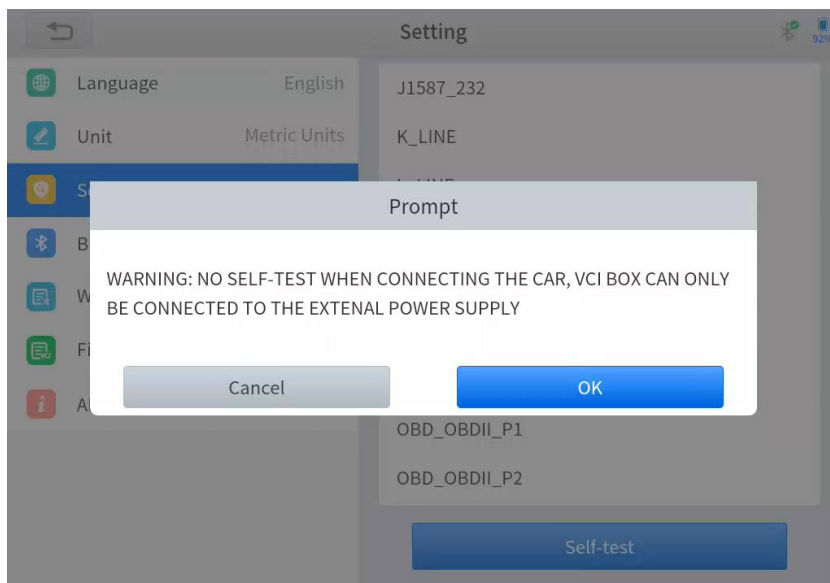 Setting
92%
Language English
Unit Metric Units
J1587_232
K_LINE
Prompt
WARNING: NO SELF-TEST WHEN CONNECTING THE CAR, VCI BOX CAN ONLY
BE CONNECTED TO THE EXTENAL POWER SUPPLY
Cancel
OK
OBD_OBDII_P1
OBD_OBDII_P2
Self-test